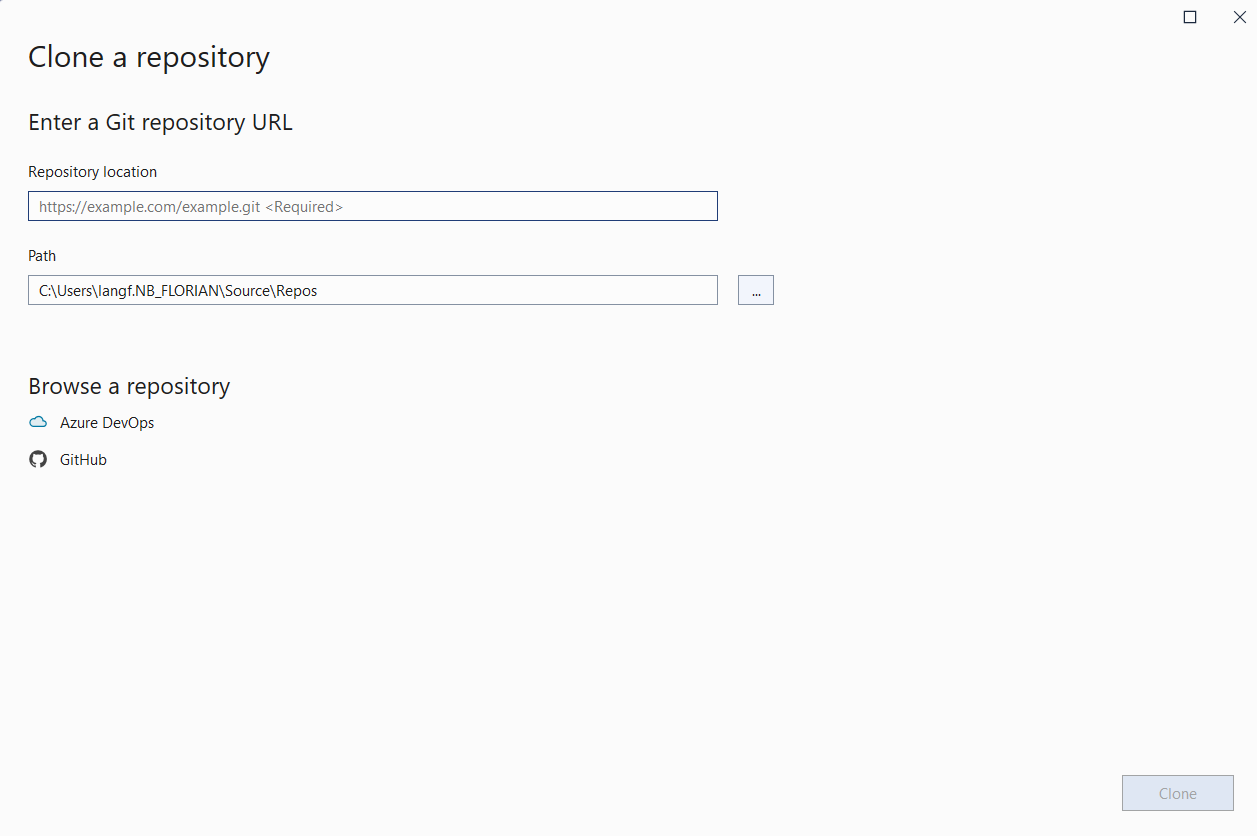 Clone a repository
Enter a Git repository URL
Repository location
https://example.com/example.git <Required>
Path
C:\Users\langf.NB_FLORIAN\Source\Repos
...
Browse a repository
Azure DevOps
GitHub
Clone